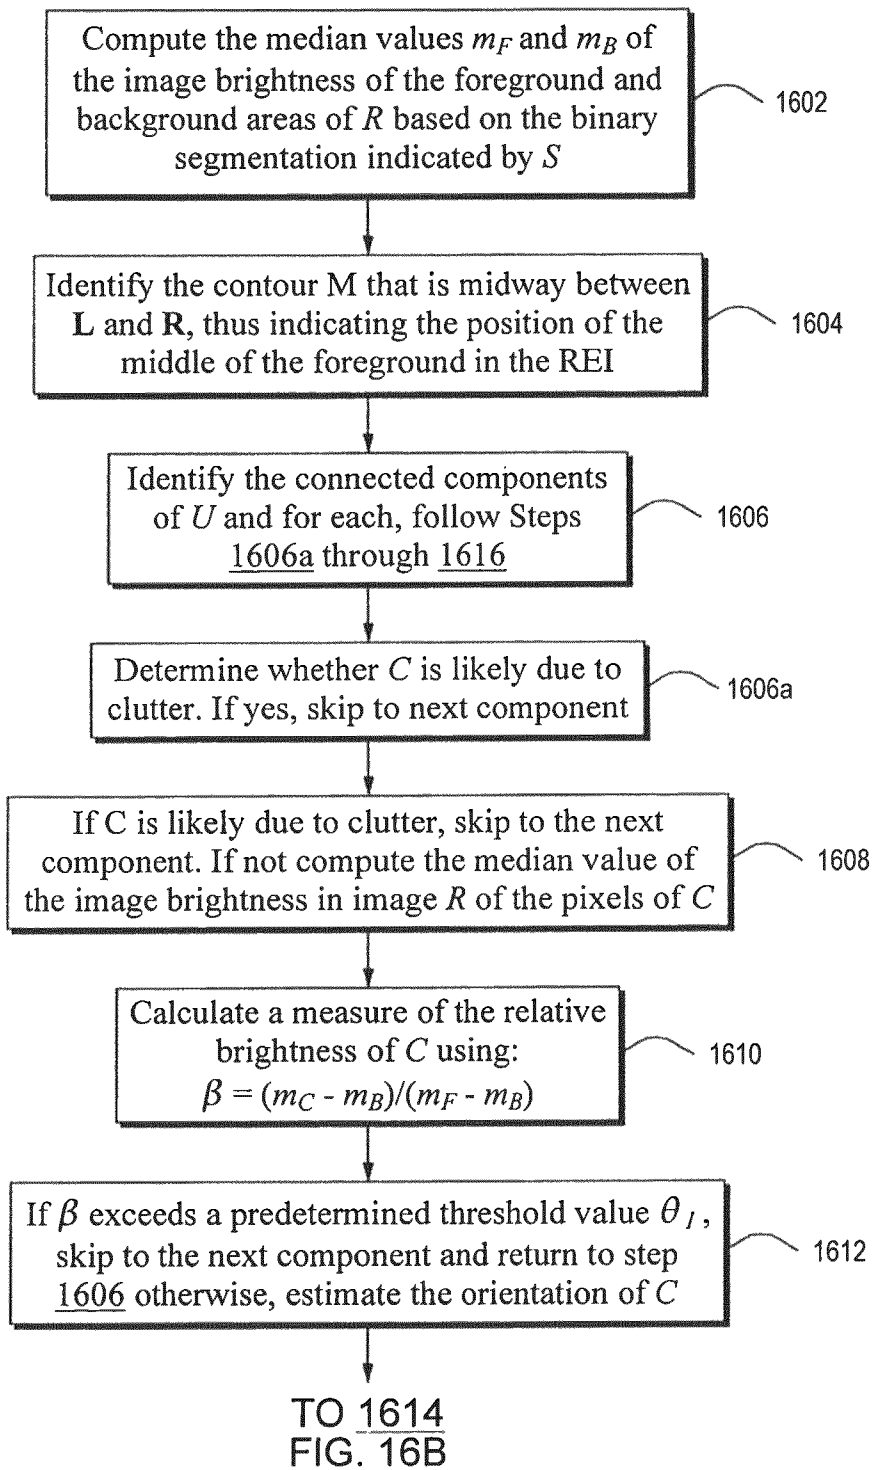 Compute the median values m_F and m_B of
the image brightness of the foreground and
background areas of R based on the binary
segmentation indicated by S
1602
Identify the contour M that is midway between
L and R, thus indicating the position of the
middle of the foreground in the REI
1604
Identify the connected components
of U and for each, follow Steps
1606a through 1616
1606
Determine whether C is likely due to
clutter. If yes, skip to next component
1606a
If C is likely due to clutter, skip to the next
component. If not compute the median value of
the image brightness in image R of the pixels of C
1608
Calculate a measure of the relative
brightness of C using:
β = (m_C - m_B)/(m_F - m_B)
1610
If β exceeds a predetermined threshold value θ_I,
skip to the next component and return to step
1606 otherwise, estimate the orientation of C
1612
TO 1614
FIG. 16B